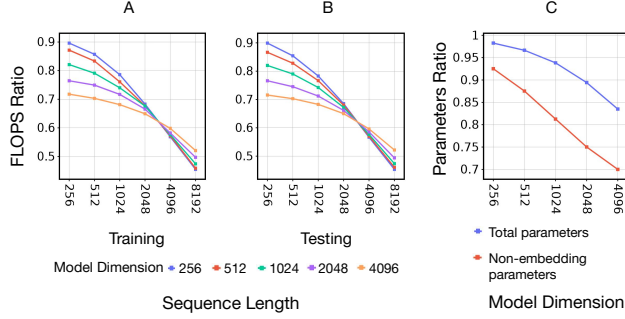 A
B
C
FLOPS Ratio
0.9
0.8
0.7
0.6
0.5
256
512
1024
2048
4096
8192
Training
0.9
0.8
0.7
0.6
0.5
256
512
1024
2048
4096
8192
Testing
Model Dimension 256 512 1024 2048 4096
Sequence Length
Parameters Ratio
1
0.95
0.9
0.85
0.8
0.75
0.7
256
512
1024
2048
4096
Total parameters
Non-embedding
parameters
Model Dimension